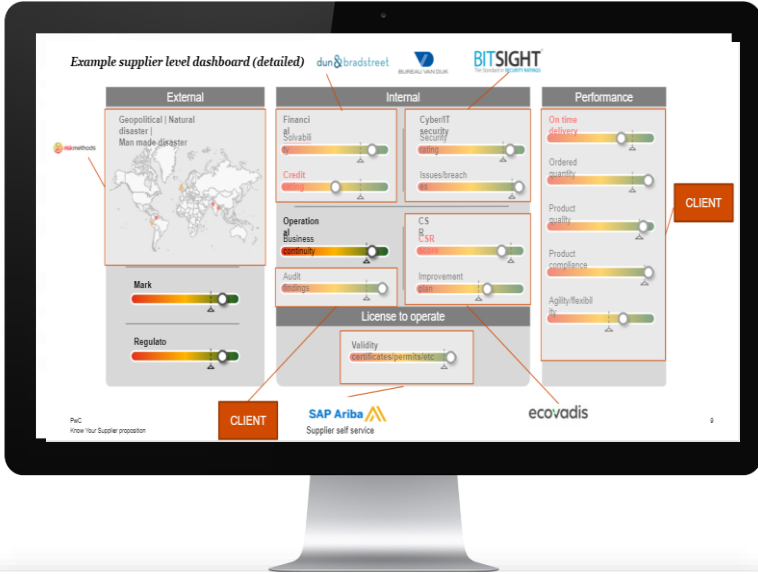 Example supplier level dashboard (detailed)
dun & bradstreet
BUREAU VAN DIJK
BITSIGHT
The Standard in SECURITY RATINGS
External
Internal
Performance
Geopolitical | Natural
disaster |
Man made disaster
riskmethods
Financi
al
Solvabili
ty
Credit
rating
Cyber/IT
security
Security
rating
Issues/breach
es
On time
delivery
Ordered
quantity
Product
quality
Product
compliance
Agility/flexibil
ity
CLIENT
Operation
al
Business
continuity
Audit
findings
CS
R
CSR
score
Improvement
plan
Mark
Regulato
License to operate
Validity
certificates/permits/etc
CLIENT
SAP Ariba
Supplier self service
ecovadis
PwC
Know Your Supplier proposition
9